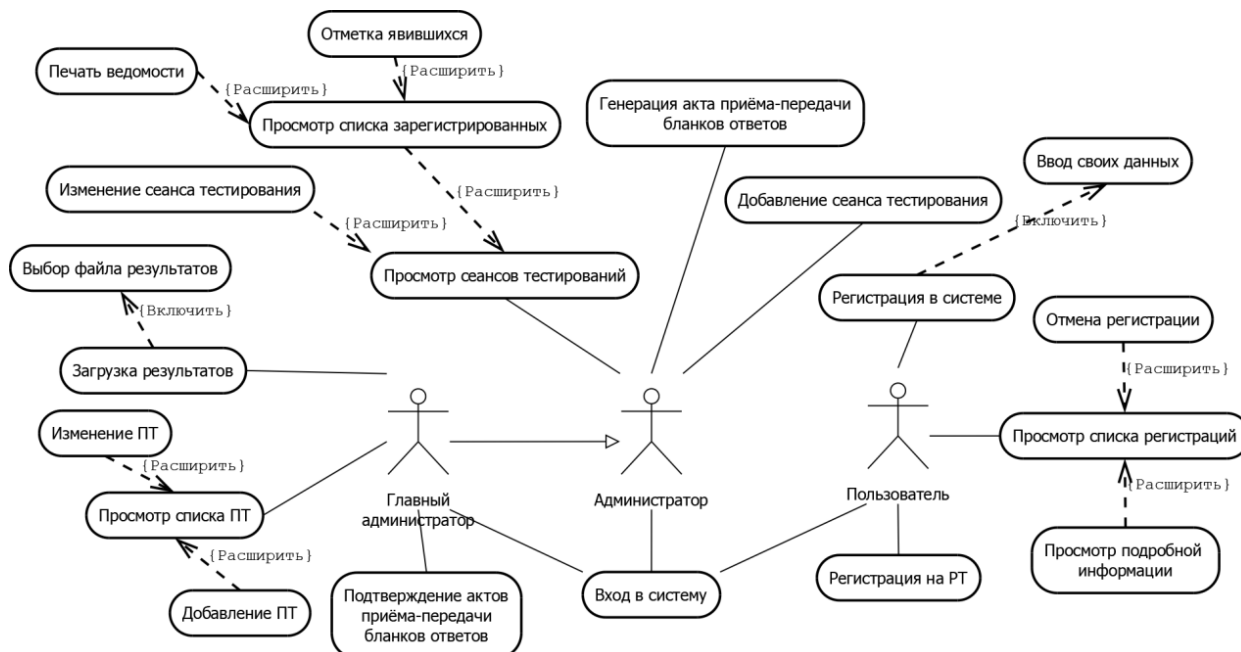 Отметка явившихся
Печать ведомости
{Расширить}
{Расширить}
Генерация акта приёма-передачи
бланков ответов
Просмотр списка зарегистрированных
Ввод своих данных
Изменение сеанса тестирования
{Расширить}
Добавление сеанса тестирования
{Расширить}
{Включить}
Выбор файла результатов
Просмотр сеансов тестирований
Регистрация в системе
{Включить}
Отмена регистрации
Загрузка результатов
{Расширить}
Изменение ПТ
Просмотр списка регистраций
{Расширить}
Просмотр списка ПТ
Главный
администратор
Администратор
Пользователь
{Расширить}
{Расширить}
Просмотр подробной
информации
Добавление ПТ
Подтверждение актов
приёма-передачи
бланков ответов
Вход в систему
Регистрация на РТ